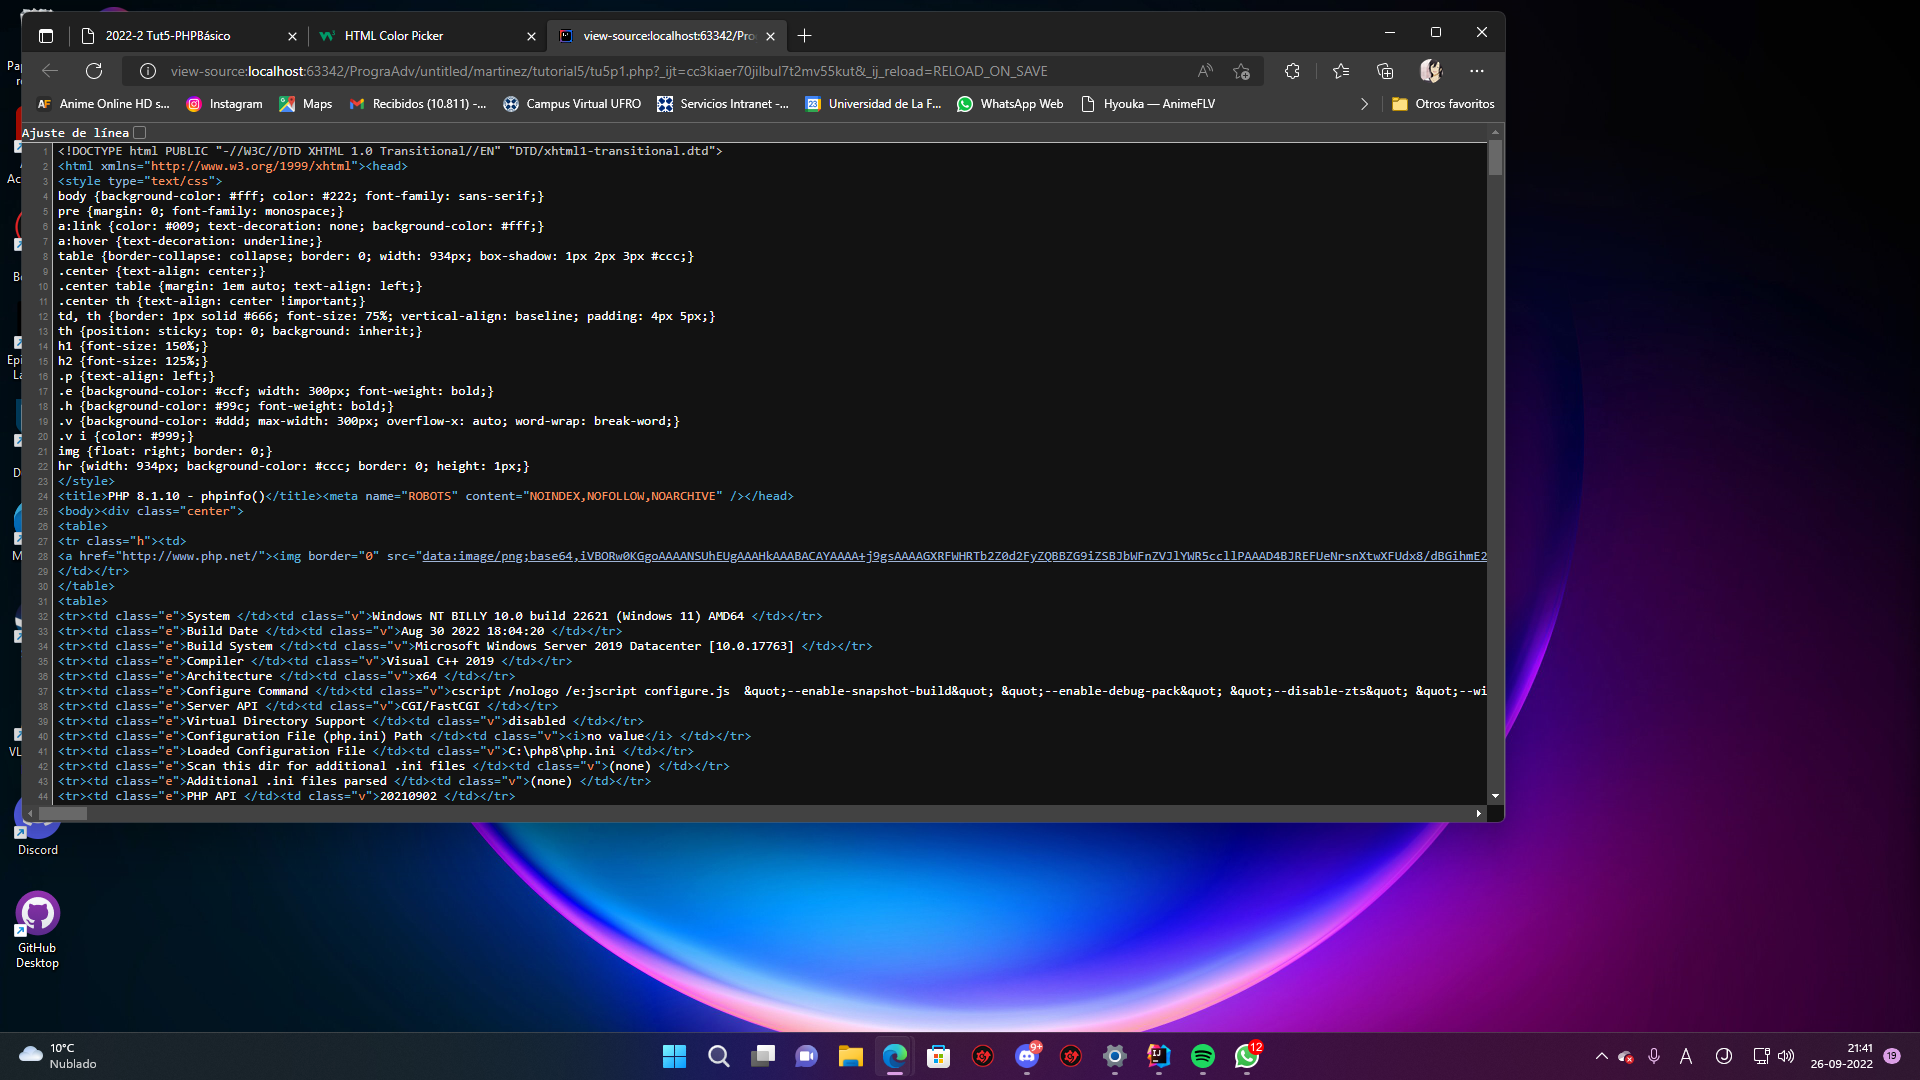 2022-2 Tut5-PHPBásico
HTML Color Picker
view-source:localhost:63342/Pro
view-source:localhost:63342/PrograAdv/untitled/martinez/tutorial5/tu5p1.php?_ijt=cc3kiaer70jilbul7t2mv55kut&_ij_reload=RELOAD_ON_SAVE
Anime Online HD s...
Instagram
Maps
Recibidos (10.811) -...
Campus Virtual UFRO
Servicios Intranet -...
Universidad de La F...
WhatsApp Web
Hyouka — AnimeFLV
Otros favoritos
Ajuste de línea
1 <!DOCTYPE html PUBLIC "-//W3C//DTD XHTML 1.0 Transitional//EN" "DTD/xhtml1-transitional.dtd">
2 <html xmlns="http://www.w3.org/1999/xhtml"><head>
3 <style type="text/css">
4 body {background-color: #fff; color: #222; font-family: sans-serif;}
5 pre {margin: 0; font-family: monospace;}
6 a:link {color: #009; text-decoration: none; background-color: #fff;}
7 a:hover {text-decoration: underline;}
8 table {border-collapse: collapse; border: 0; width: 934px; box-shadow: 1px 2px 3px #ccc;}
9 .center {text-align: center;}
10 .center table {margin: 1em auto; text-align: left;}
11 .center th {text-align: center !important;}
12 td, th {border: 1px solid #666; font-size: 75%; vertical-align: baseline; padding: 4px 5px;}
13 th {position: sticky; top: 0; background: inherit;}
14 h1 {font-size: 150%;}
15 h2 {font-size: 125%;}
16 .p {text-align: left;}
17 .e {background-color: #ccf; width: 300px; font-weight: bold;}
18 .h {background-color: #99c; font-weight: bold;}
19 .v {background-color: #ddd; max-width: 300px; overflow-x: auto; word-wrap: break-word;}
20 .v i {color: #999;}
21 img {float: right; border: 0;}
22 hr {width: 934px; background-color: #ccc; border: 0; height: 1px;}
23 </style>
24 <title>PHP 8.1.10 - phpinfo()</title><meta name="ROBOTS" content="NOINDEX,NOFOLLOW,NOARCHIVE" /></head>
25 <body><div class="center">
26 <table>
27 <tr class="h"><td>
28 <a href="http://www.php.net/"><img border="0" src="data:image/png;base64,iVBORw0KGgoAAAANSUhEUgAAAHkAAABACAYAAAA+j9gsAAAAGXRFWHRTb2Z0d2FyZQBBZG9iZSBJbWFnZVJlYWR5ccllPAAAD4BJREFUeNrsnXtwXFUdx8/dBGihmE2
29 </td></tr>
30 </table>
31 <table>
32 <tr><td class="e">System </td><td class="v">Windows NT BILLY 10.0 build 22621 (Windows 11) AMD64 </td></tr>
33 <tr><td class="e">Build Date </td><td class="v">Aug 30 2022 18:04:20 </td></tr>
34 <tr><td class="e">Build System </td><td class="v">Microsoft Windows Server 2019 Datacenter [10.0.17763] </td></tr>
35 <tr><td class="e">Compiler </td><td class="v">Visual C++ 2019 </td></tr>
36 <tr><td class="e">Architecture </td><td class="v">x64 </td></tr>
37 <tr><td class="e">Configure Command </td><td class="v">cscript /nologo /e:jscript configure.js  &quot;--enable-snapshot-build&quot; &quot;--enable-debug-pack&quot; &quot;--disable-zts&quot; &quot;--wi
38 <tr><td class="e">Server API </td><td class="v">CGI/FastCGI </td></tr>
39 <tr><td class="e">Virtual Directory Support </td><td class="v">disabled </td></tr>
40 <tr><td class="e">Configuration File (php.ini) Path </td><td class="v"><i>no value</i> </td></tr>
41 <tr><td class="e">Loaded Configuration File </td><td class="v">C:\php8\php.ini </td></tr>
42 <tr><td class="e">Scan this dir for additional .ini files </td><td class="v">(none) </td></tr>
43 <tr><td class="e">Additional .ini files parsed </td><td class="v">(none) </td></tr>
44 <tr><td class="e">PHP API </td><td class="v">20210902 </td></tr>
Discord
GitHub
Desktop
10°C
Nublado
9+
12
21:41
26-09-2022
19